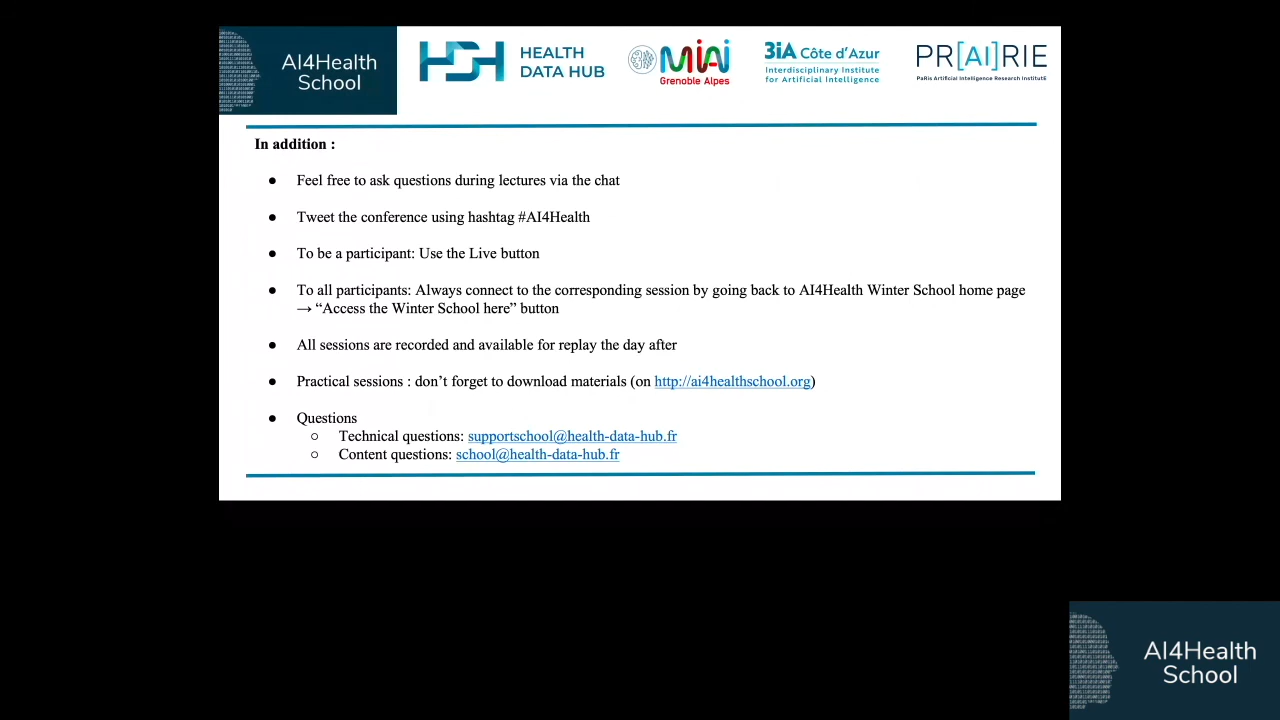 AI4Health
School
HEALTH
DATA HUB
MIAI
Grenoble Alpes
3iA Côte d'Azur
Interdisciplinary Institute
for Artificial Intelligence
PR[AI]RIE
PaRis Artificial Intelligence Research InstitutE
In addition :
● Feel free to ask questions during lectures via the chat
● Tweet the conference using hashtag #AI4Health
● To be a participant: Use the Live button
● To all participants: Always connect to the corresponding session by going back to AI4Health Winter School home page
→ “Access the Winter School here” button
● All sessions are recorded and available for replay the day after
● Practical sessions : don’t forget to download materials (on http://ai4healthschool.org)
● Questions
○ Technical questions: supportschool@health-data-hub.fr
○ Content questions: school@health-data-hub.fr
AI4Health
School